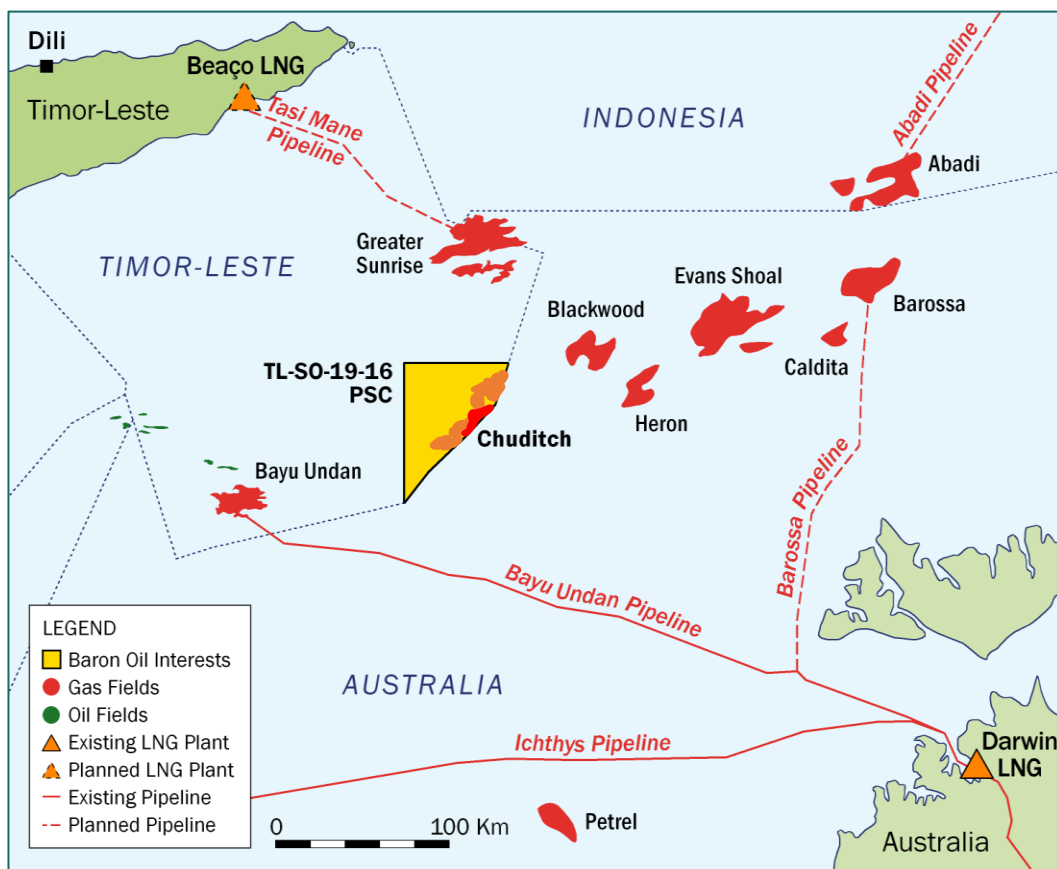 Dili
Beaço LNG
Timor-Leste
Tasi Mane
Pipeline
INDONESIA
Abadi Pipeline
Abadi
Greater
Sunrise
TIMOR-LESTE
Evans Shoal
Barossa
Blackwood
Caldita
TL-SO-19-16
PSC
Heron
Chuditch
Bayu Undan
Barossa Pipeline
Bayu Undan Pipeline
LEGEND
Baron Oil Interests
Gas Fields
Oil Fields
Existing LNG Plant
Planned LNG Plant
Existing Pipeline
Planned Pipeline
AUSTRALIA
Ichthys Pipeline
Darwin
LNG
0 100 Km
Petrel
Australia